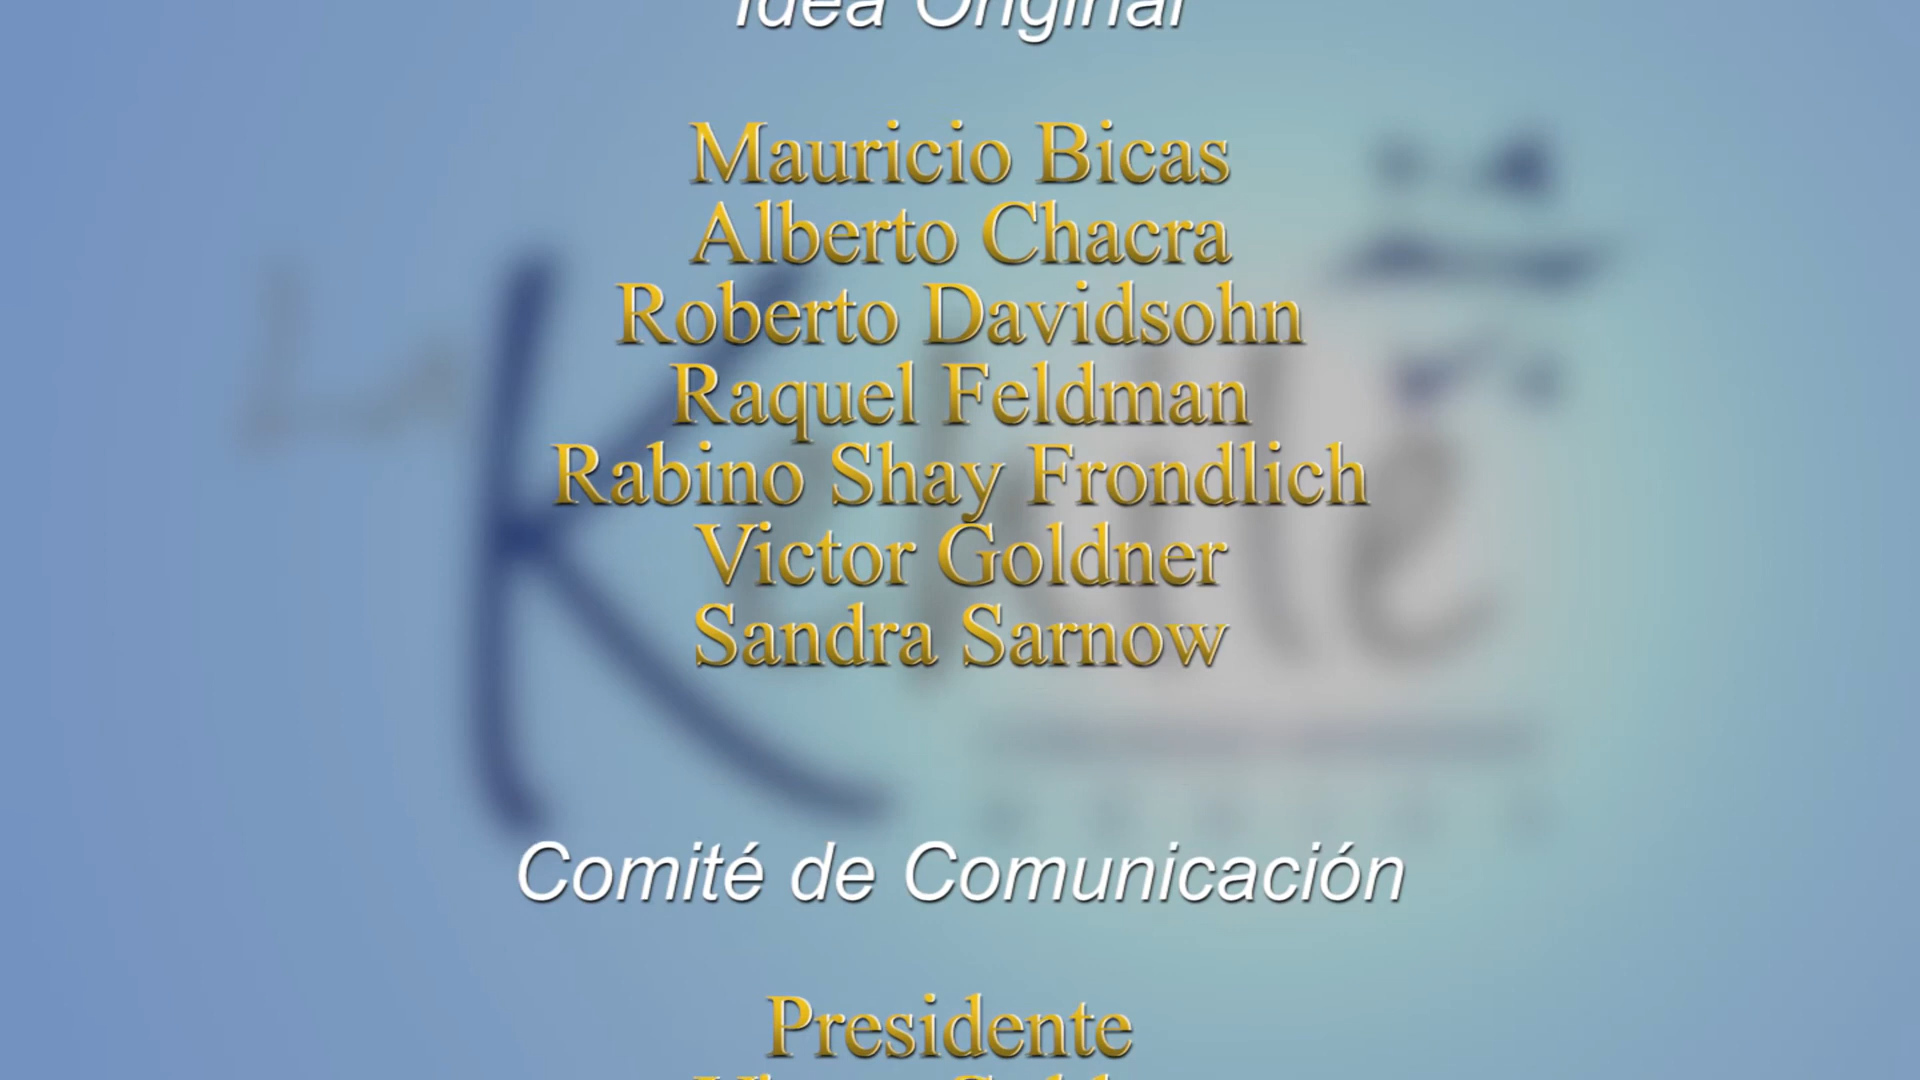 Idea Original
Mauricio Bicas
Alberto Chacra
Roberto Davidsohn
Raquel Feldman
Rabino Shay Frondlich
Victor Goldner
Sandra Sarnow
Comité de Comunicación
Presidente